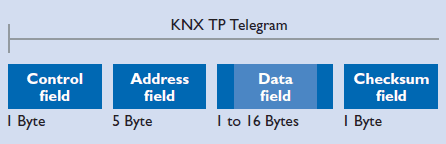 KNX TP Telegram
Control field
Address field
Data field
Checksum field
1 Byte
5 Byte
1 to 16 Bytes
1 Byte